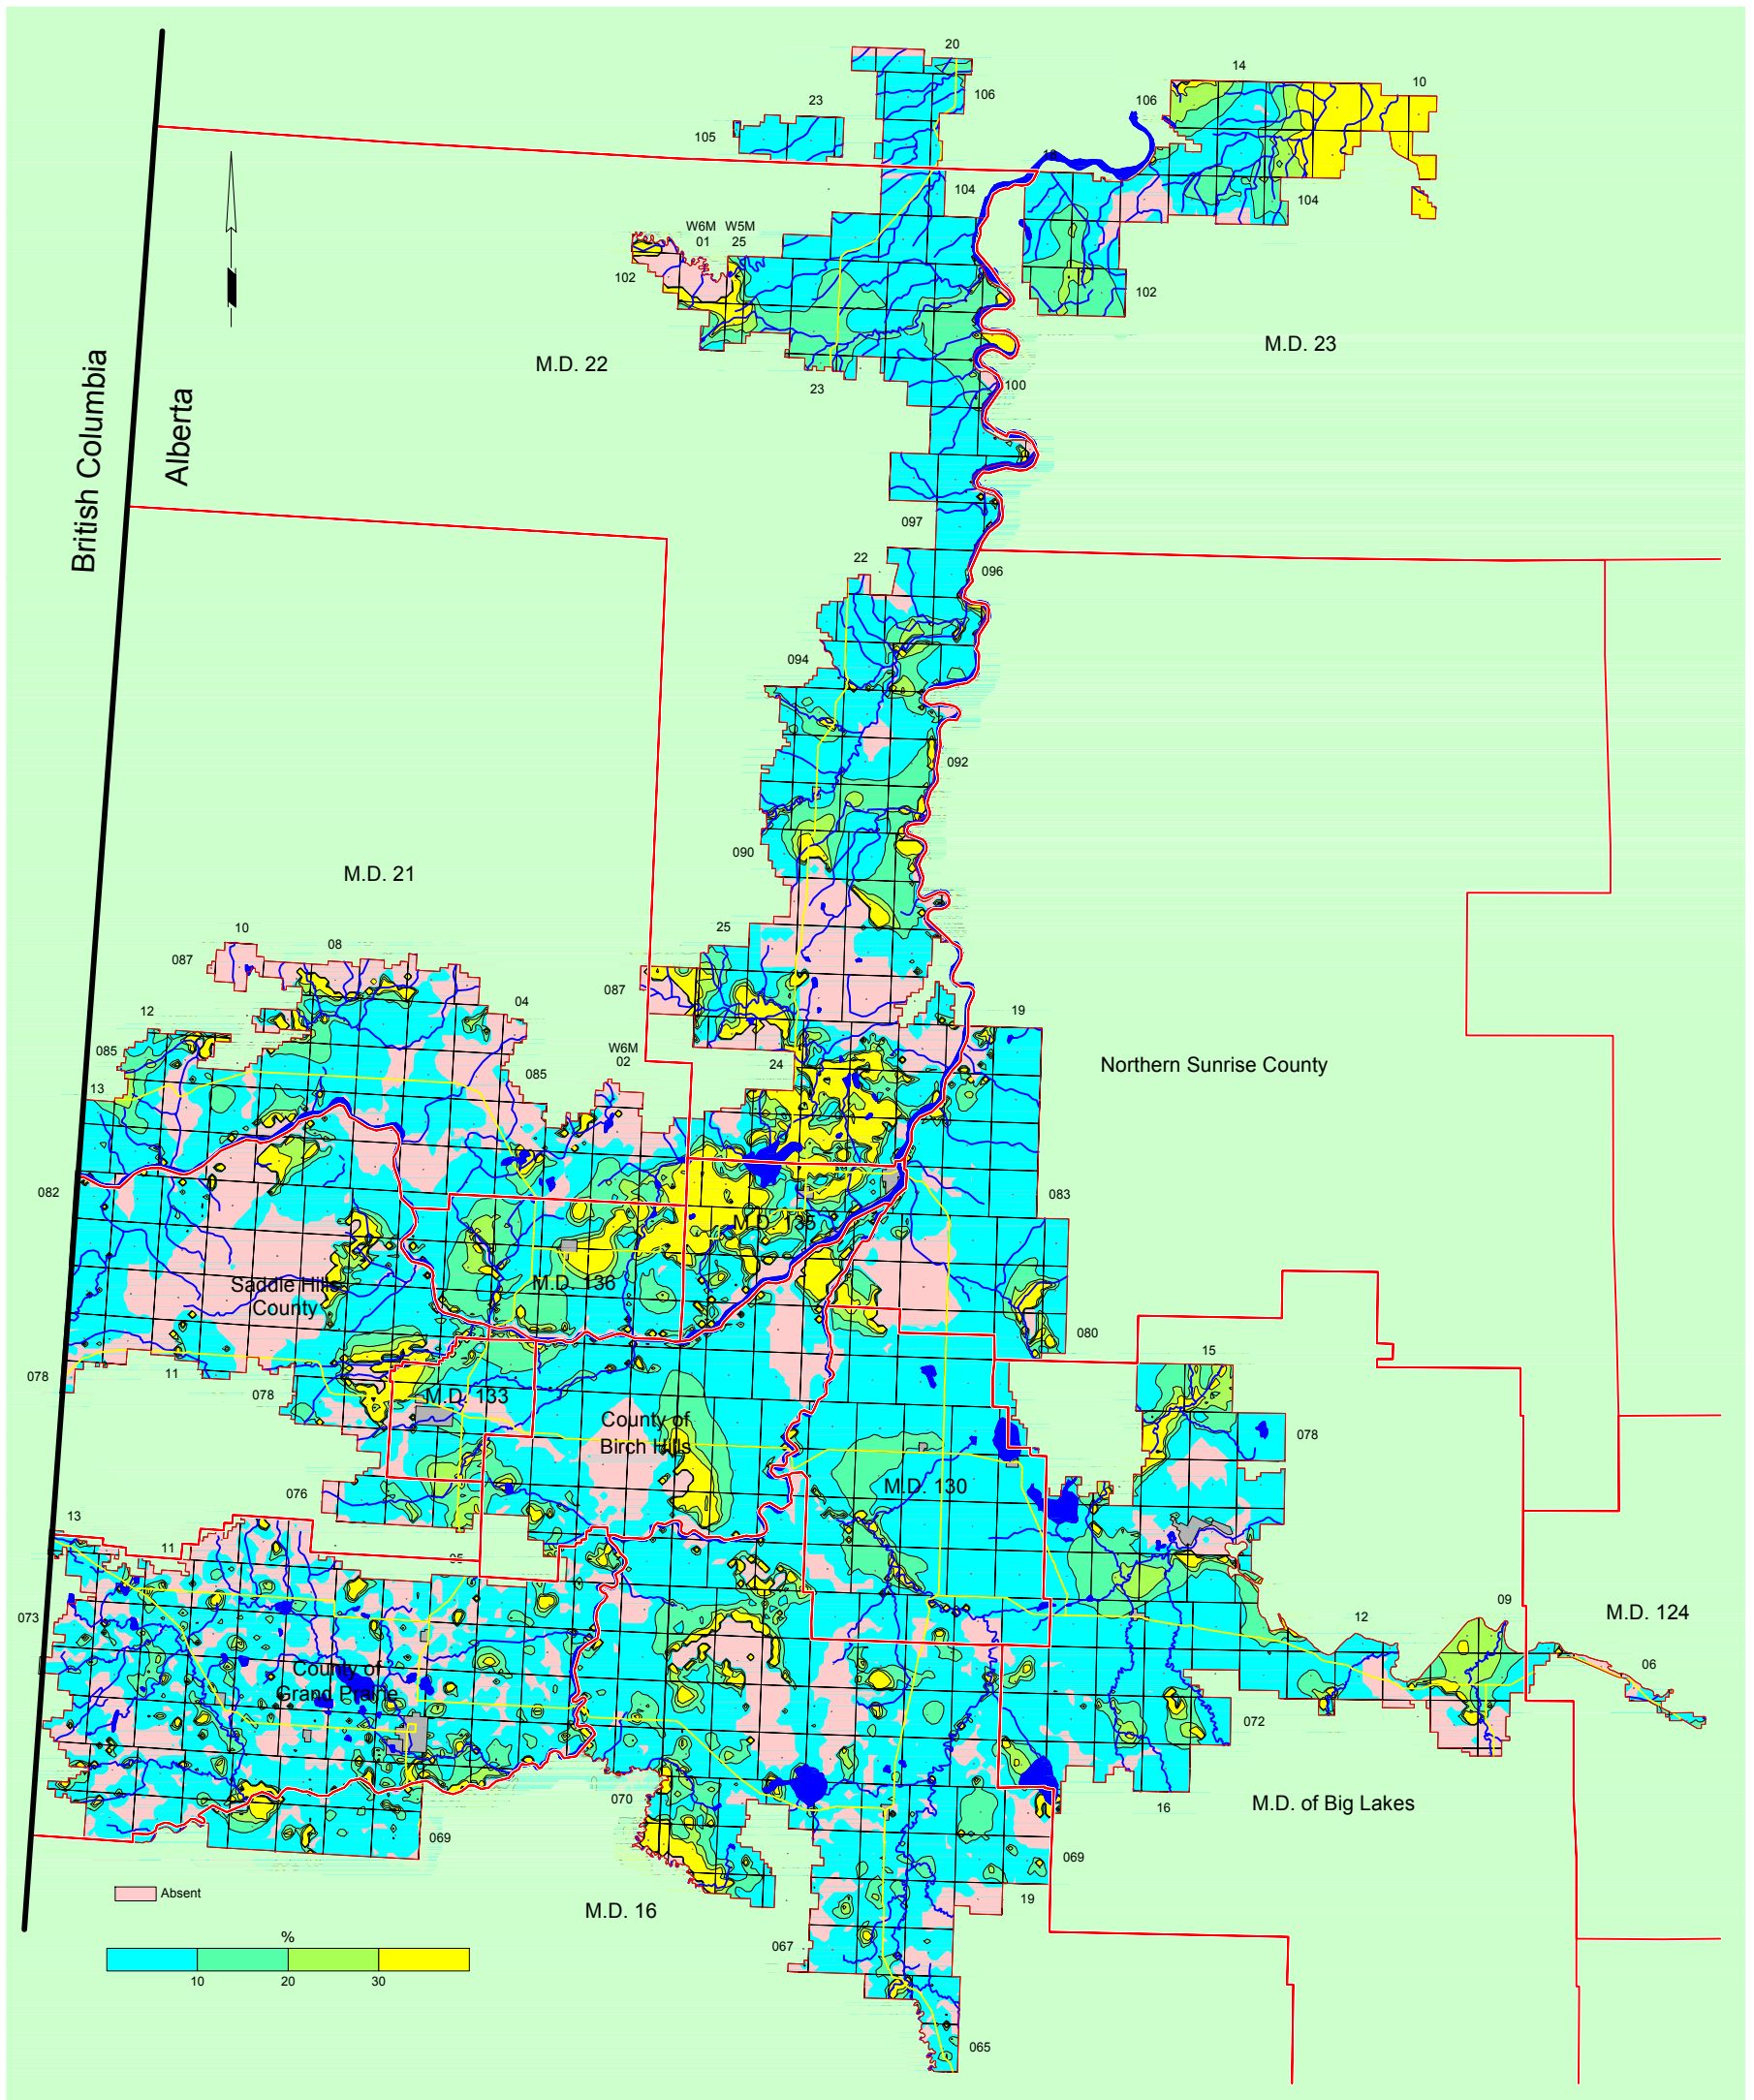 20
14
10
23
106
106
105
18
104
104
W6M
01
W5M
25
102
102
M.D. 23
M.D. 22
100
23
British Columbia
Alberta
097
22
096
094
092
090
M.D. 21
25
10
08
087
087
04
19
12
085
W6M
02
24
Northern Sunrise County
085
13
082
083
M.D. 135
Saddle Hills
County
M.D. 136
080
15
078
11
078
M.D. 133
County of
Birch Hills
078
M.D. 130
076
13
11
05
073
12
09
M.D. 124
06
County of
Grand Prairie
072
070
16
M.D. of Big Lakes
069
069
Absent
19
M.D. 16
%
067
10
20
30
065